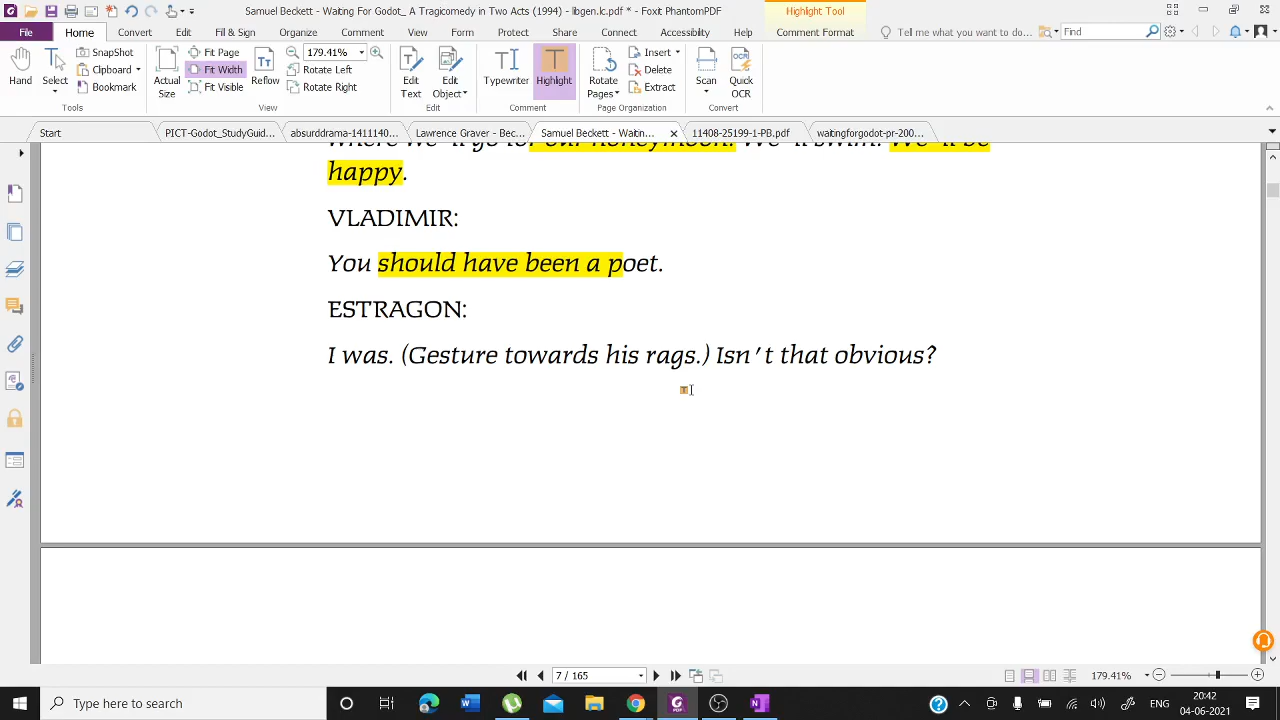 Samuel Beckett - Waiting For Godot_ A Tragicomedy in Two Acts (1994) - libgen.lc.pdf * - Foxit PhantomPDF
Highlight Tool
File Home Convert Edit Fill & Sign Organize Comment View Form Protect Share Connect Accessibility Help Comment Format Tell me what you want to do... Find
SnapShot Fit Page 179.41% Insert
Clipboard Fit Width Rotate Left Delete
Bookmark Fit Visible Rotate Right Extract
Hand Select Actual Size Reflow Edit Text Edit Object Typewriter Highlight Rotate Pages Scan Quick OCR
Tools View Edit Comment Page Organization Convert
Start PICT-Godot_StudyGuid... absurddrama-1411140... Lawrence Graver - Bec... Samuel Beckett - Waitin... 11408-25199-1-PB.pdf waitingforgodot-pr-200...
happy.
VLADIMIR:
You should have been a poet.
ESTRAGON:
I was. (Gesture towards his rags.) Isn't that obvious?
7 / 165 179.41%
Type here to search
ENG
20:42
04-06-2021